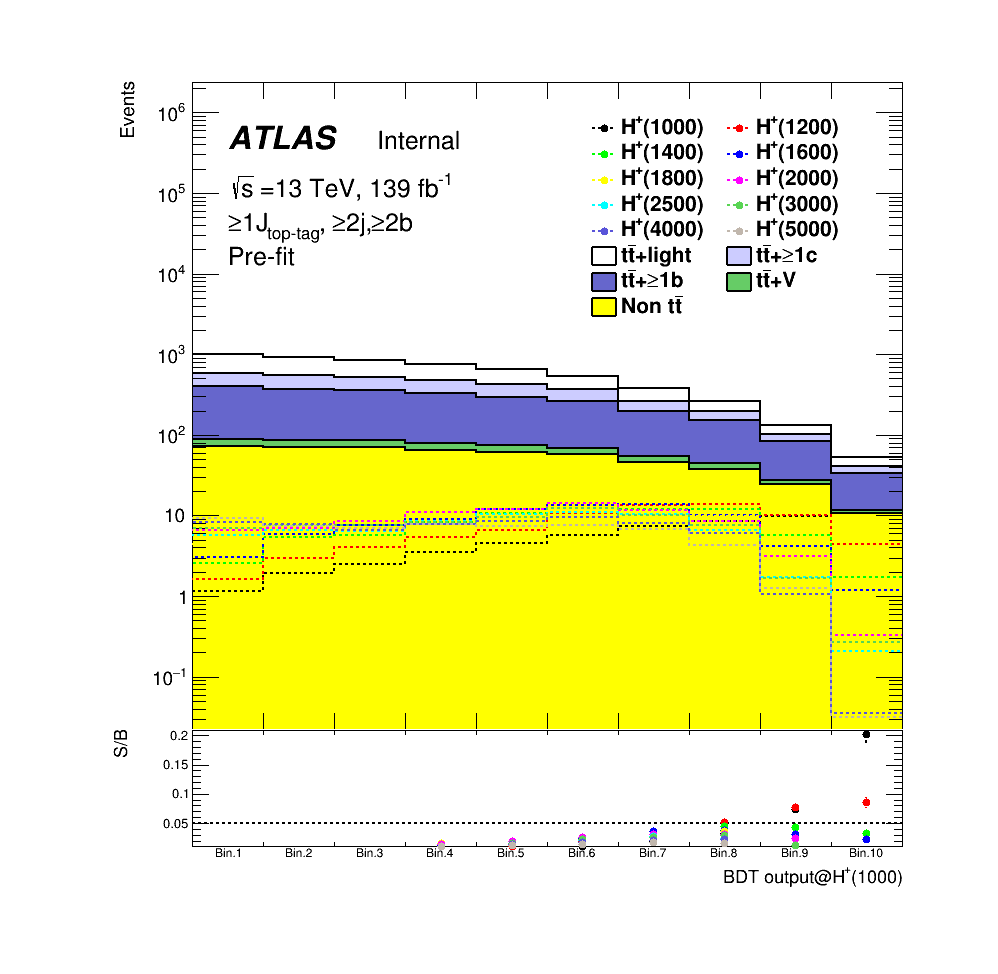 Events
10^6
10^5
10^4
10^3
10^2
10
1
10^−1
ATLAS Internal
√s =13 TeV, 139 fb^-1
≥1J_top-tag, ≥2j,≥2b
Pre-fit
H^+(1000) H^+(1200)
H^+(1400) H^+(1600)
H^+(1800) H^+(2000)
H^+(2500) H^+(3000)
H^+(4000) H^+(5000)
tt̄+light tt̄+≥1c
tt̄+≥1b tt̄+V
Non tt̄
S/B
0.2
0.15
0.1
0.05
Bin.1 Bin.2 Bin.3 Bin.4 Bin.5 Bin.6 Bin.7 Bin.8 Bin.9 Bin.10
BDT output@H^+(1000)